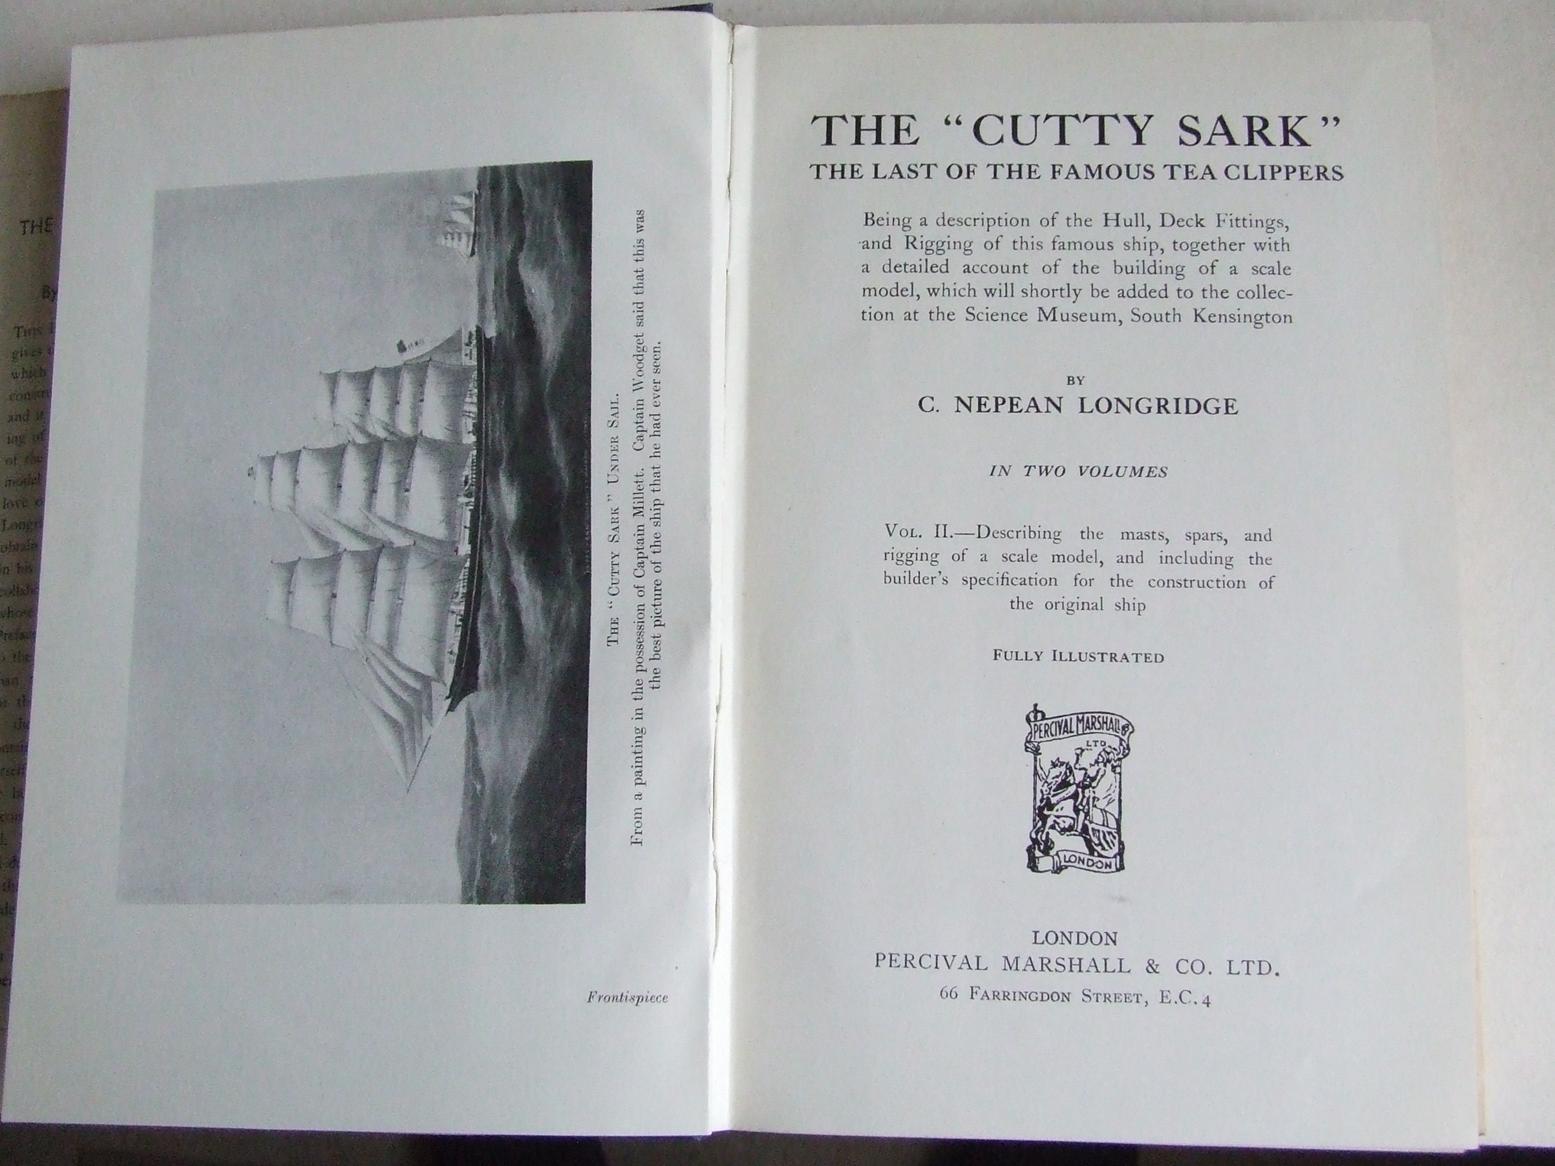 THE
By
THE "CUTTY SARK" UNDER SAIL.
From a painting in the possession of Captain Millett. Captain Woodget said that this was
the best picture of the ship that he had ever seen.
Frontispiece
THE "CUTTY SARK"
THE LAST OF THE FAMOUS TEA CLIPPERS
Being a description of the Hull, Deck Fittings,
and Rigging of this famous ship, together with
a detailed account of the building of a scale
model, which will shortly be added to the collec-
tion at the Science Museum, South Kensington
BY
C. NEPEAN LONGRIDGE
IN TWO VOLUMES
VOL. II.—Describing the masts, spars, and
rigging of a scale model, and including the
builder's specification for the construction of
the original ship
FULLY ILLUSTRATED
PERCIVAL MARSHALL &
LTD
LONDON
LONDON
PERCIVAL MARSHALL & CO. LTD.
66 FARRINGDON STREET, E.C.4